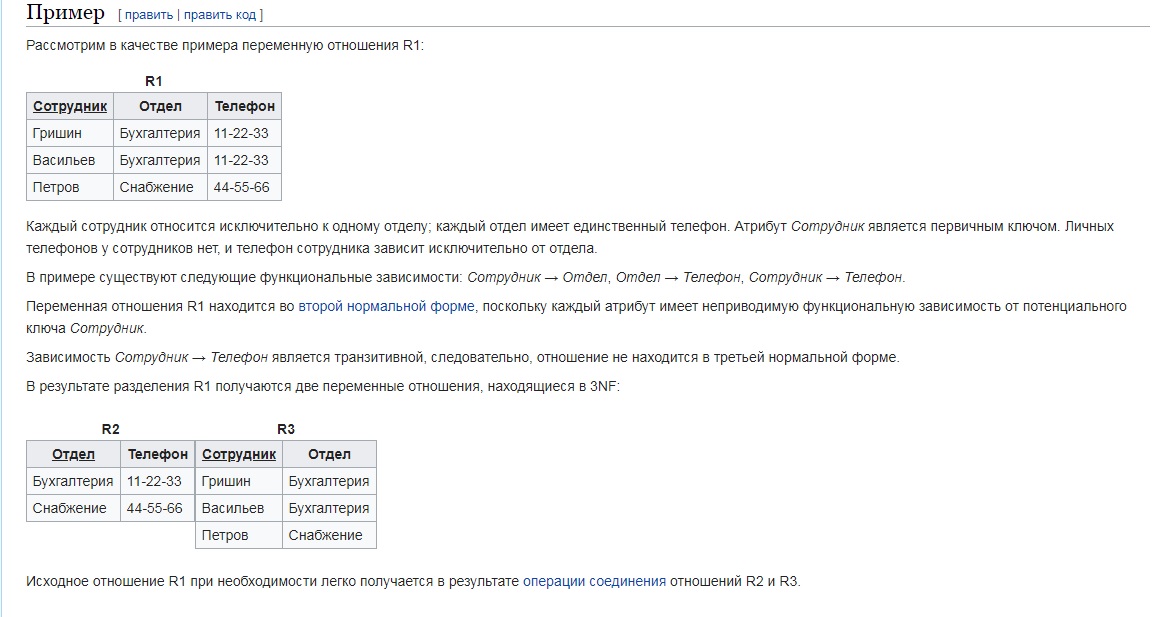 Пример [ править | править код ]
Рассмотрим в качестве примера переменную отношения R1:
R1
Сотрудник Отдел Телефон
Гришин Бухгалтерия 11-22-33
Васильев Бухгалтерия 11-22-33
Петров Снабжение 44-55-66
Каждый сотрудник относится исключительно к одному отделу; каждый отдел имеет единственный телефон. Атрибут Сотрудник является первичным ключом. Личных
телефонов у сотрудников нет, и телефон сотрудника зависит исключительно от отдела.
В примере существуют следующие функциональные зависимости: Сотрудник → Отдел, Отдел → Телефон, Сотрудник → Телефон.
Переменная отношения R1 находится во второй нормальной форме, поскольку каждый атрибут имеет неприводимую функциональную зависимость от потенциального
ключа Сотрудник.
Зависимость Сотрудник → Телефон является транзитивной, следовательно, отношение не находится в третьей нормальной форме.
В результате разделения R1 получаются две переменные отношения, находящиеся в 3NF:
R2 R3
Отдел Телефон Сотрудник Отдел
Бухгалтерия 11-22-33 Гришин Бухгалтерия
Снабжение 44-55-66 Васильев Бухгалтерия
Петров Снабжение
Исходное отношение R1 при необходимости легко получается в результате операции соединения отношений R2 и R3.